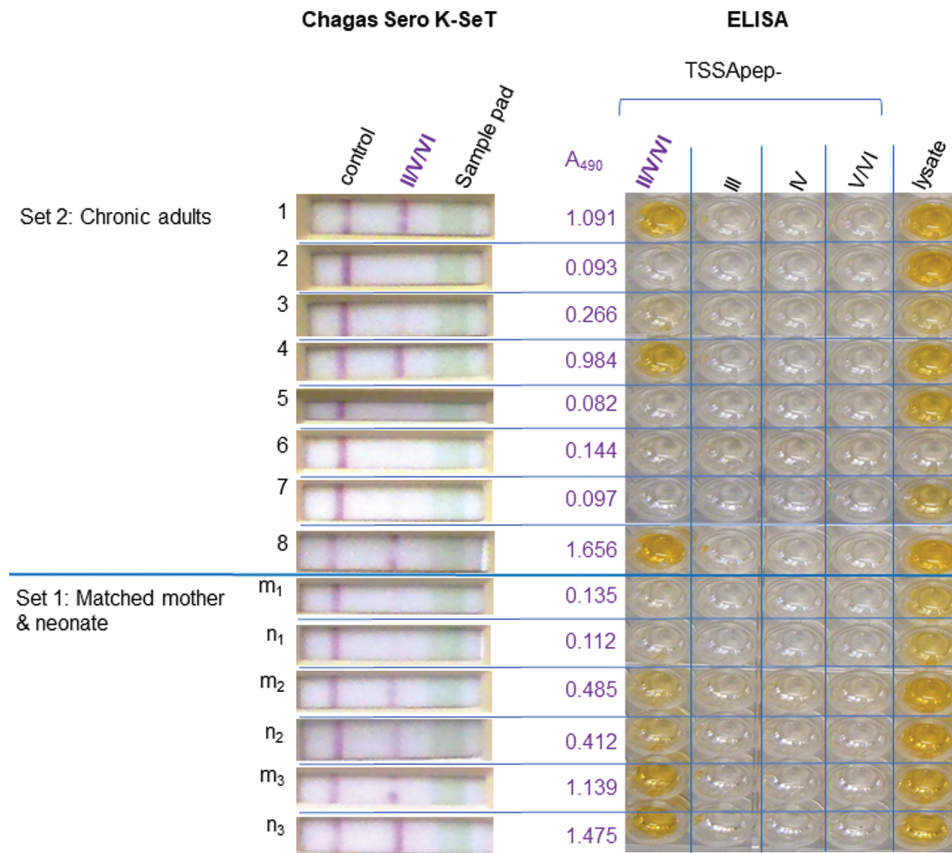 Chagas Sero K-SeT ELISA
TSSApep-
control II/V/VI Sample pad A490 II/V/VI III IV V/VI lysate
Set 2: Chronic adults 1 1.091
2 0.093
3 0.266
4 0.984
5 0.082
6 0.144
7 0.097
8 1.656
Set 1: Matched mother & neonate
m1 0.135
n1 0.112
m2 0.485
n2 0.412
m3 1.139
n3 1.475